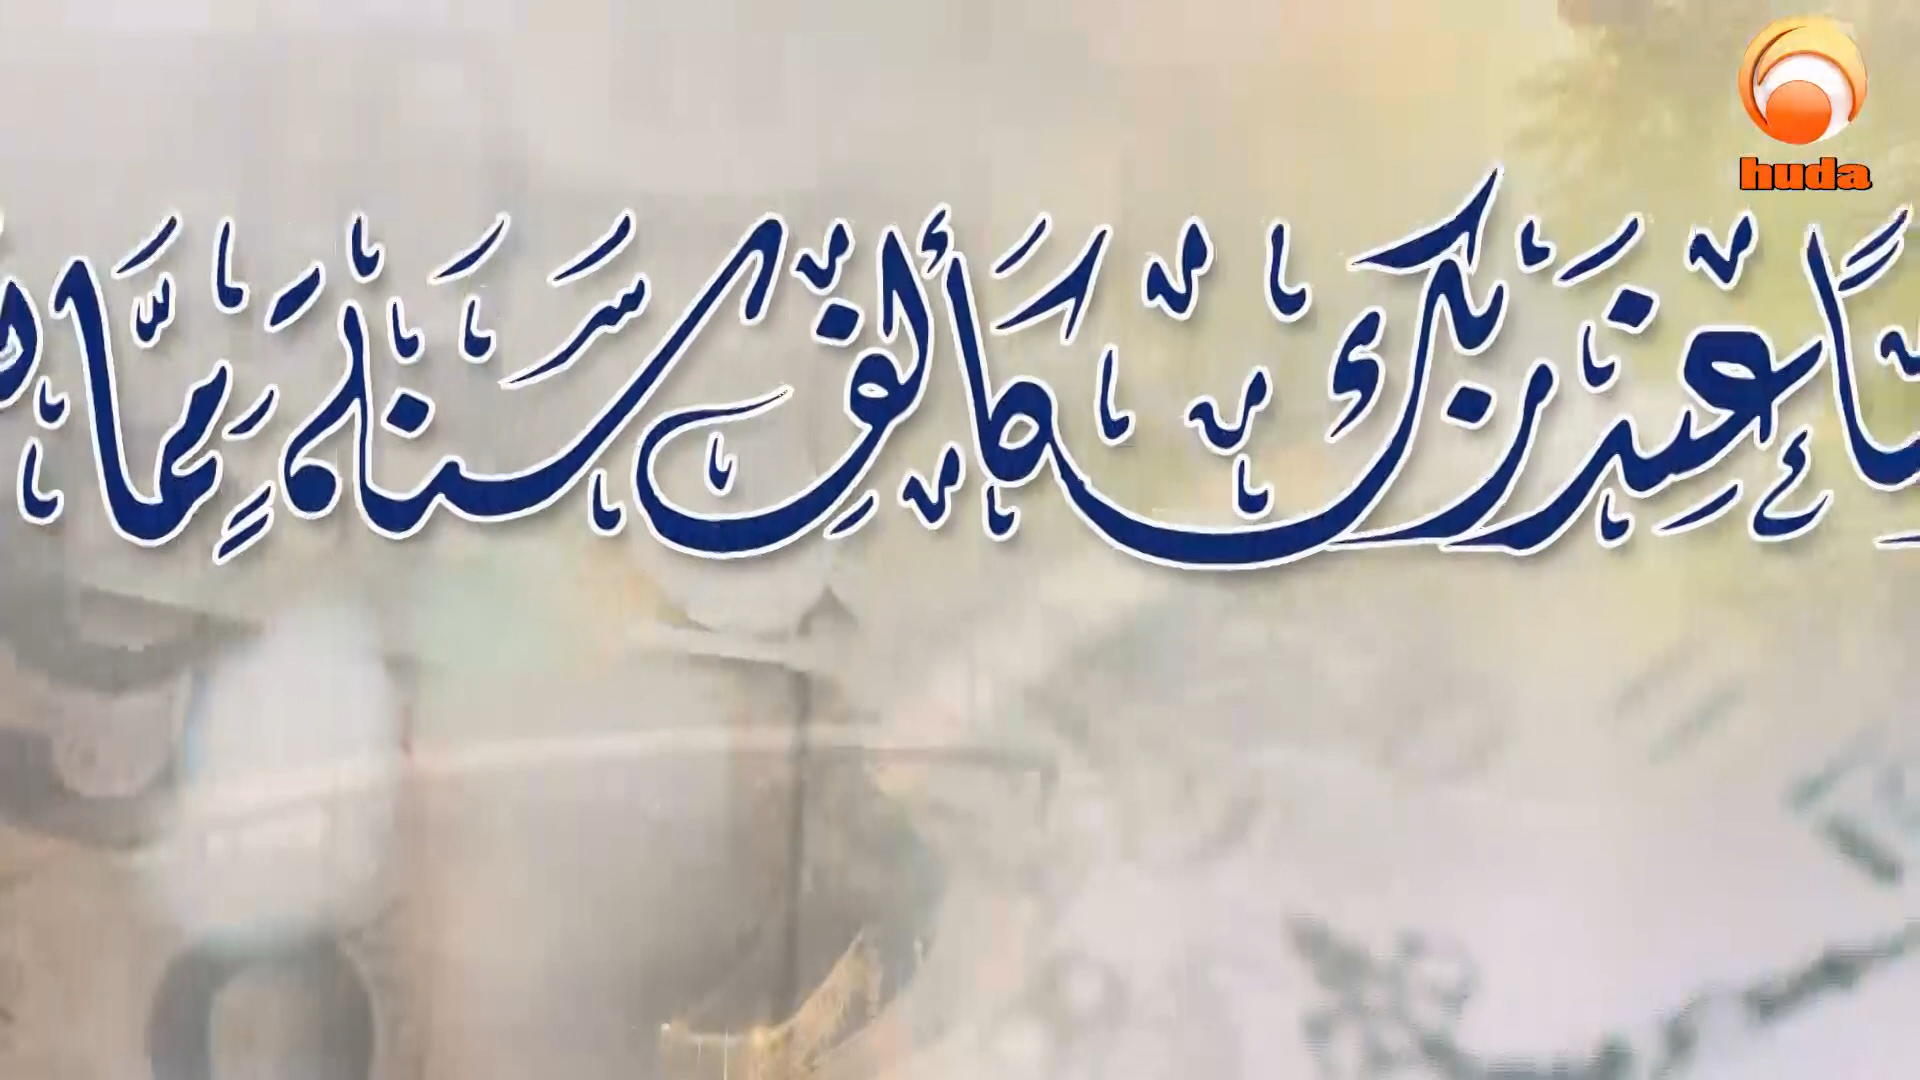 عِندَ رَبِّكَ كَأَلْفِ سَنَةٍ مِّمَّا
huda